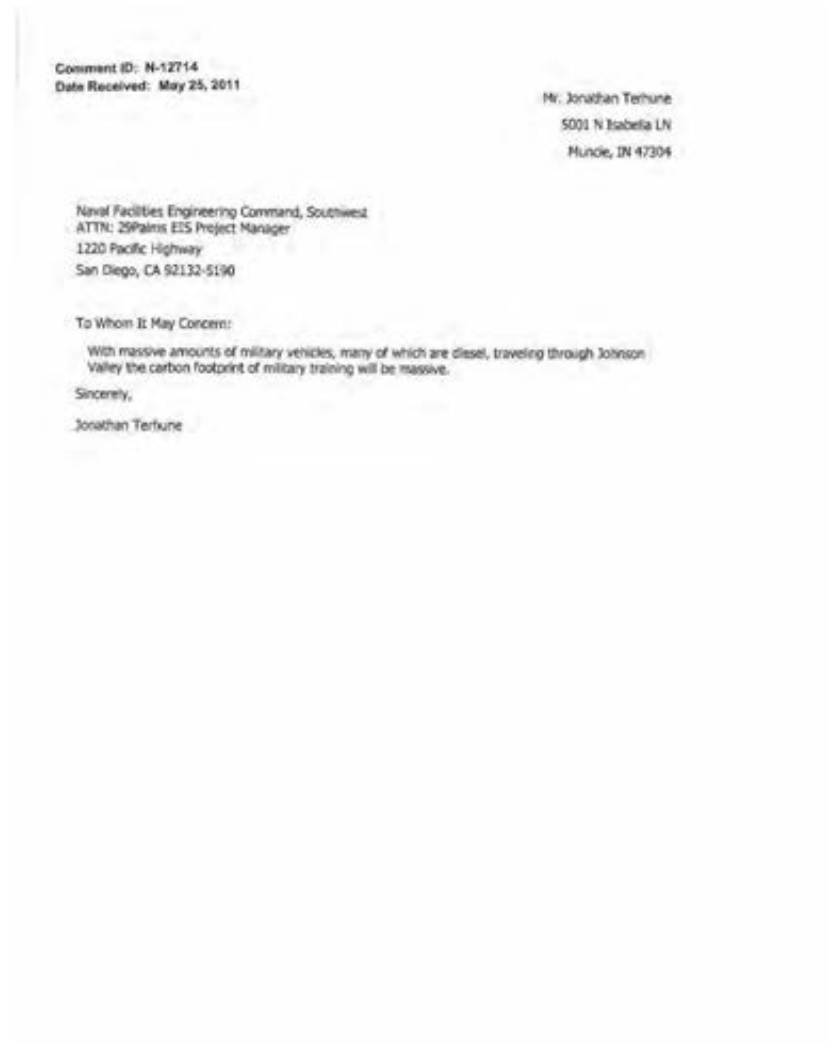 Comment ID: N-12714
Date Received: May 25, 2011
Mr. Jonathan Terhune
5001 N Isabella LN
Muncie, IN 47304
Naval Facilities Engineering Command, Southwest
ATTN: 29Palms EIS Project Manager
1220 Pacific Highway
San Diego, CA 92132-5190
To Whom It May Concern:
With massive amounts of military vehicles, many of which are diesel, traveling through Johnson
Valley the carbon footprint of military training will be massive.
Sincerely,
Jonathan Terhune